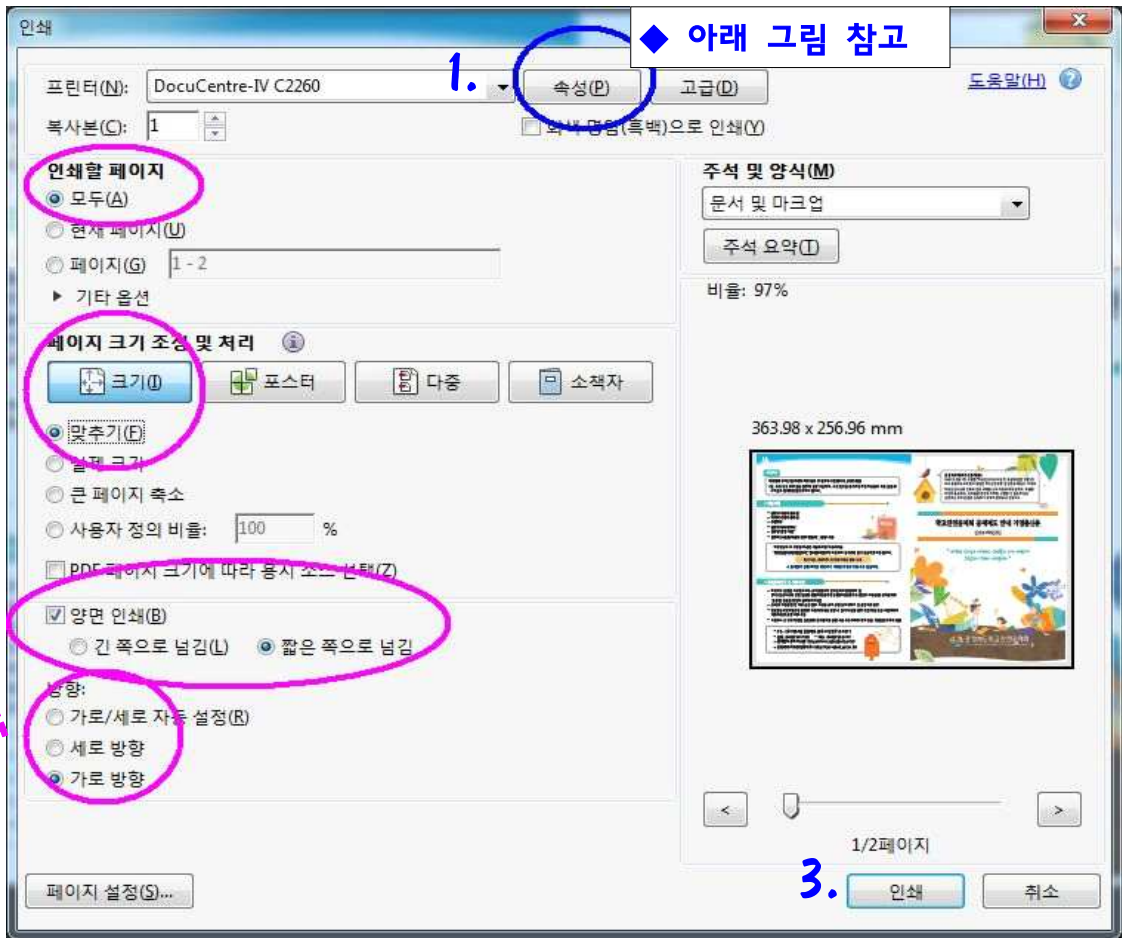 인쇄
◆ 아래 그림 참고
프린터(N): DocuCentre-IV C2260
1.
속성(P)
고급(D)
도움말(H)
복사본(C): 1
회색 명암(흑백)으로 인쇄(Y)
인쇄할 페이지
모두(A)
현재 페이지(U)
페이지(G) 1 - 2
기타 옵션
주석 및 양식(M)
문서 및 마크업
주석 요약(T)
페이지 크기 조정 및 처리
크기(I)
포스터
다중
소책자
맞추기(F)
실제 크기
큰 페이지 축소
사용자 정의 비율: 100 %
PDF 페이지 크기에 따라 용지 소스 선택(Z)
양면 인쇄(B)
긴 쪽으로 넘김(L) 짧은 쪽으로 넘김
방향:
가로/세로 자동 설정(R)
세로 방향
가로 방향
비율: 97%
363.98 x 256.96 mm
<
>
1/2페이지
페이지 설정(S)...
3.
인쇄
취소